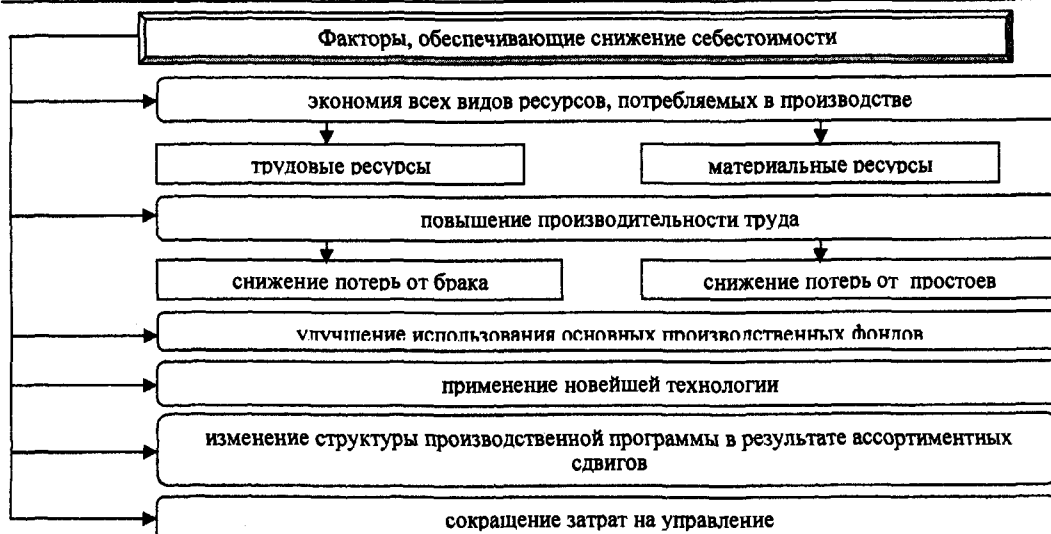 Факторы, обеспечивающие снижение себестоимости
экономия всех видов ресурсов, потребляемых в производстве
трудовые ресурсы
материальные ресурсы
повышение производительности труда
снижение потерь от брака
снижение потерь от простоев
улучшение использования основных производственных фондов
применение новейшей технологии
изменение структуры производственной программы в результате ассортиментных
сдвигов
сокращение затрат на управление